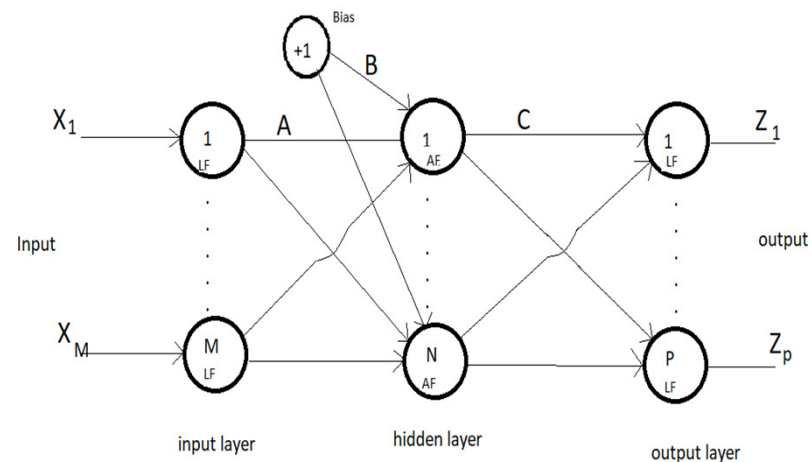 Bias
+1
B
X1
A
C
Z1
1
LF
1
AF
1
LF
Input
output
XM
M
LF
N
AF
P
LF
Zp
input layer
hidden layer
output layer